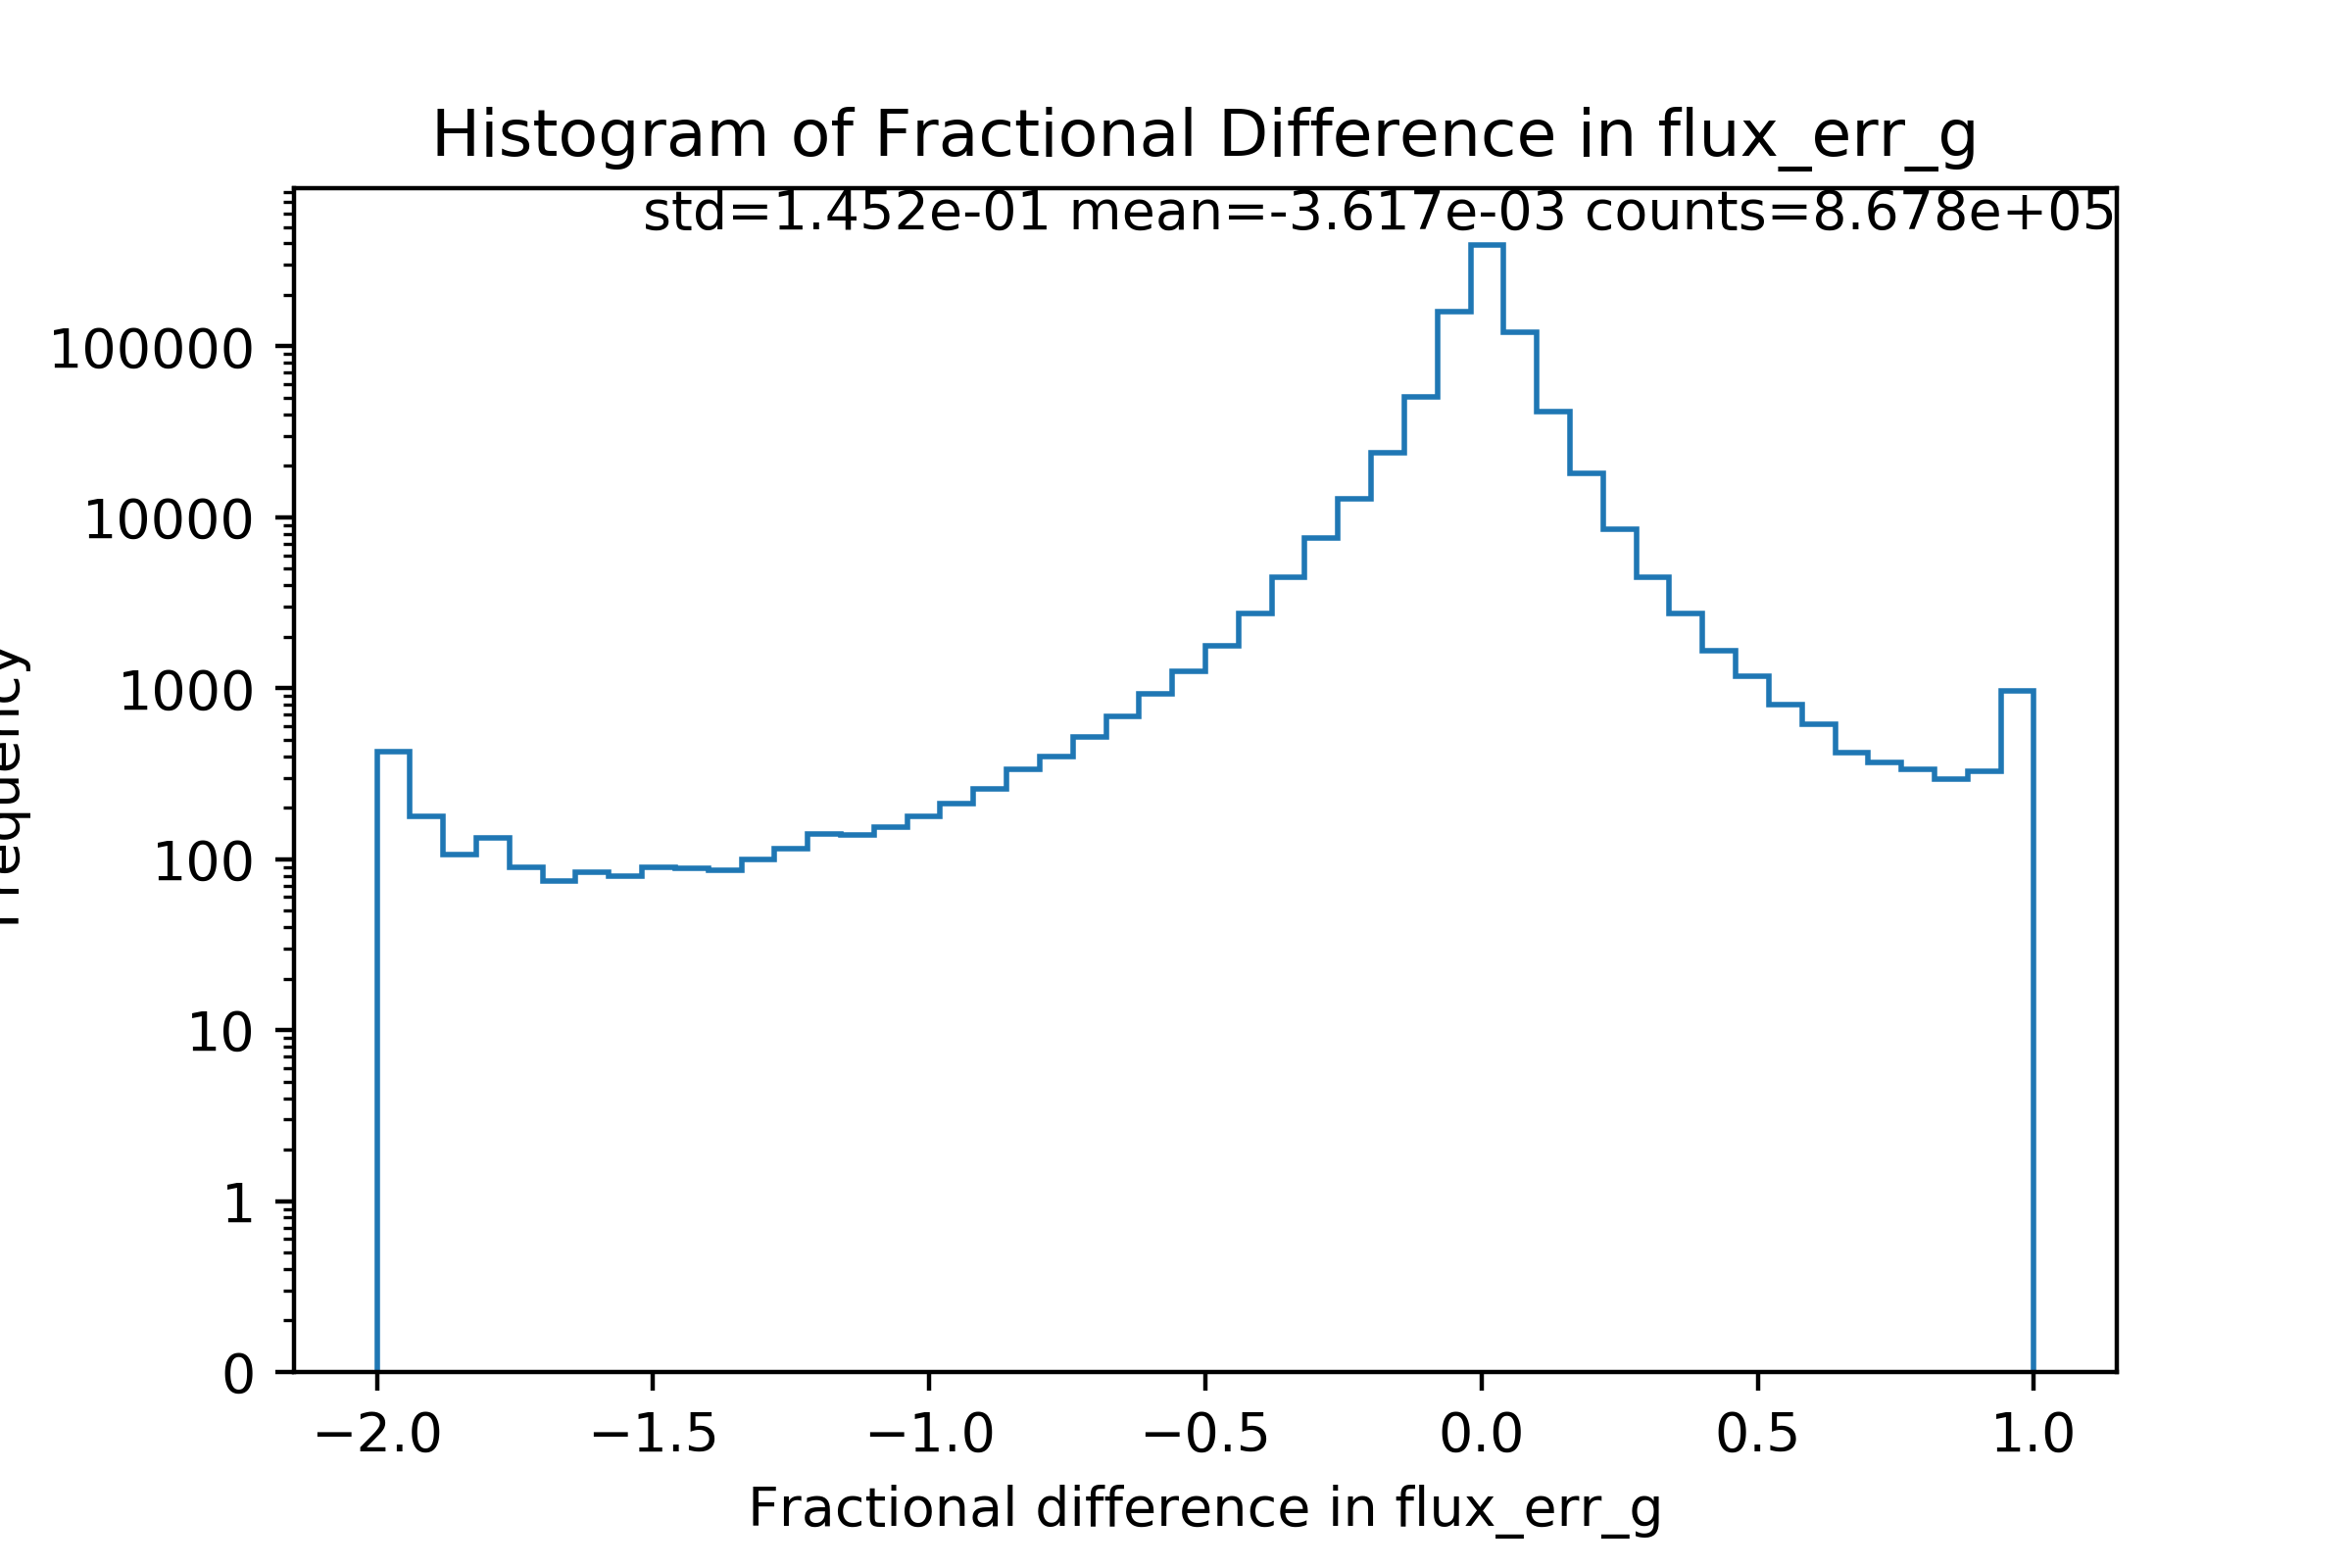 Histogram of Fractional Difference in flux_err_g
std=1.452e-01 mean=-3.617e-03 counts=8.678e+05
100000
10000
1000
100
10
1
0
Frequency
−2.0 −1.5 −1.0 −0.5 0.0 0.5 1.0
Fractional difference in flux_err_g